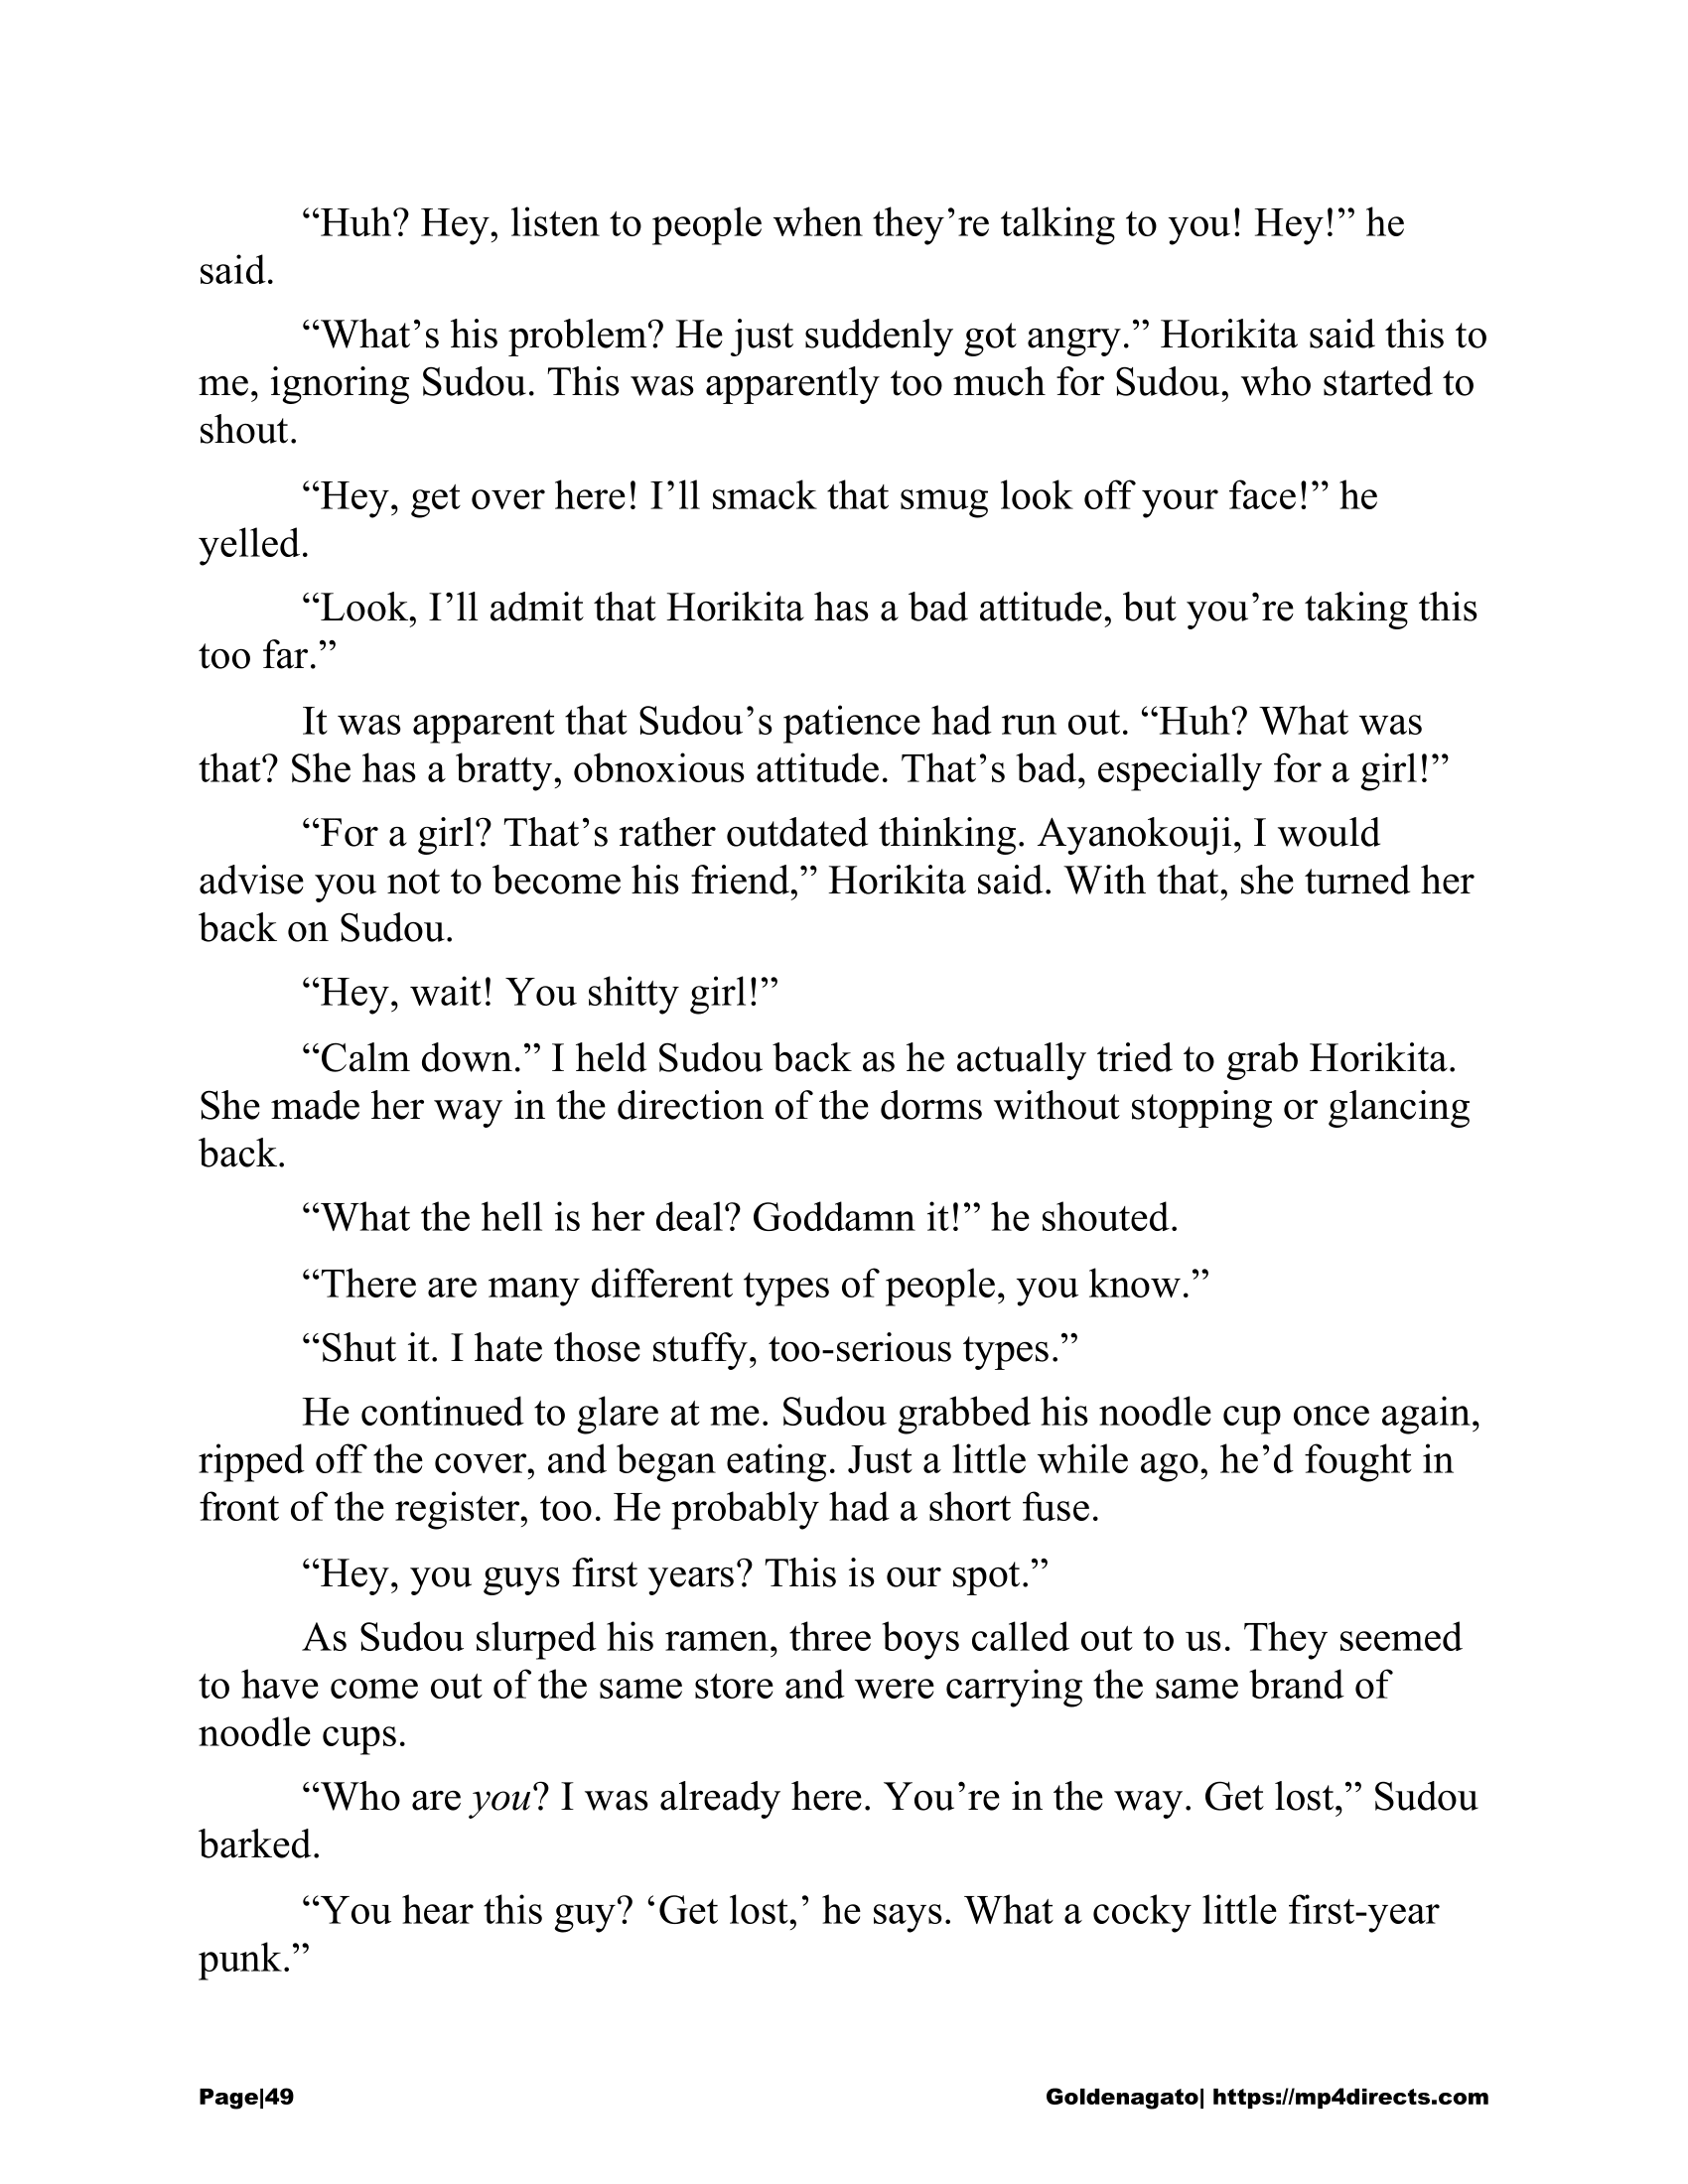 “Huh? Hey, listen to people when they’re talking to you! Hey!” he
said.
“What’s his problem? He just suddenly got angry.” Horikita said this to
me, ignoring Sudou. This was apparently too much for Sudou, who started to
shout.
“Hey, get over here! I’ll smack that smug look off your face!” he
yelled.
“Look, I’ll admit that Horikita has a bad attitude, but you’re taking this
too far.”
It was apparent that Sudou’s patience had run out. “Huh? What was
that? She has a bratty, obnoxious attitude. That’s bad, especially for a girl!”
“For a girl? That’s rather outdated thinking. Ayanokouji, I would
advise you not to become his friend,” Horikita said. With that, she turned her
back on Sudou.
“Hey, wait! You shitty girl!”
“Calm down.” I held Sudou back as he actually tried to grab Horikita.
She made her way in the direction of the dorms without stopping or glancing
back.
“What the hell is her deal? Goddamn it!” he shouted.
“There are many different types of people, you know.”
“Shut it. I hate those stuffy, too-serious types.”
He continued to glare at me. Sudou grabbed his noodle cup once again,
ripped off the cover, and began eating. Just a little while ago, he’d fought in
front of the register, too. He probably had a short fuse.
“Hey, you guys first years? This is our spot.”
As Sudou slurped his ramen, three boys called out to us. They seemed
to have come out of the same store and were carrying the same brand of
noodle cups.
“Who are you? I was already here. You’re in the way. Get lost,” Sudou
barked.
“You hear this guy? ‘Get lost,’ he says. What a cocky little first-year
punk.”
Page|49 Goldenagato| https://mp4directs.com